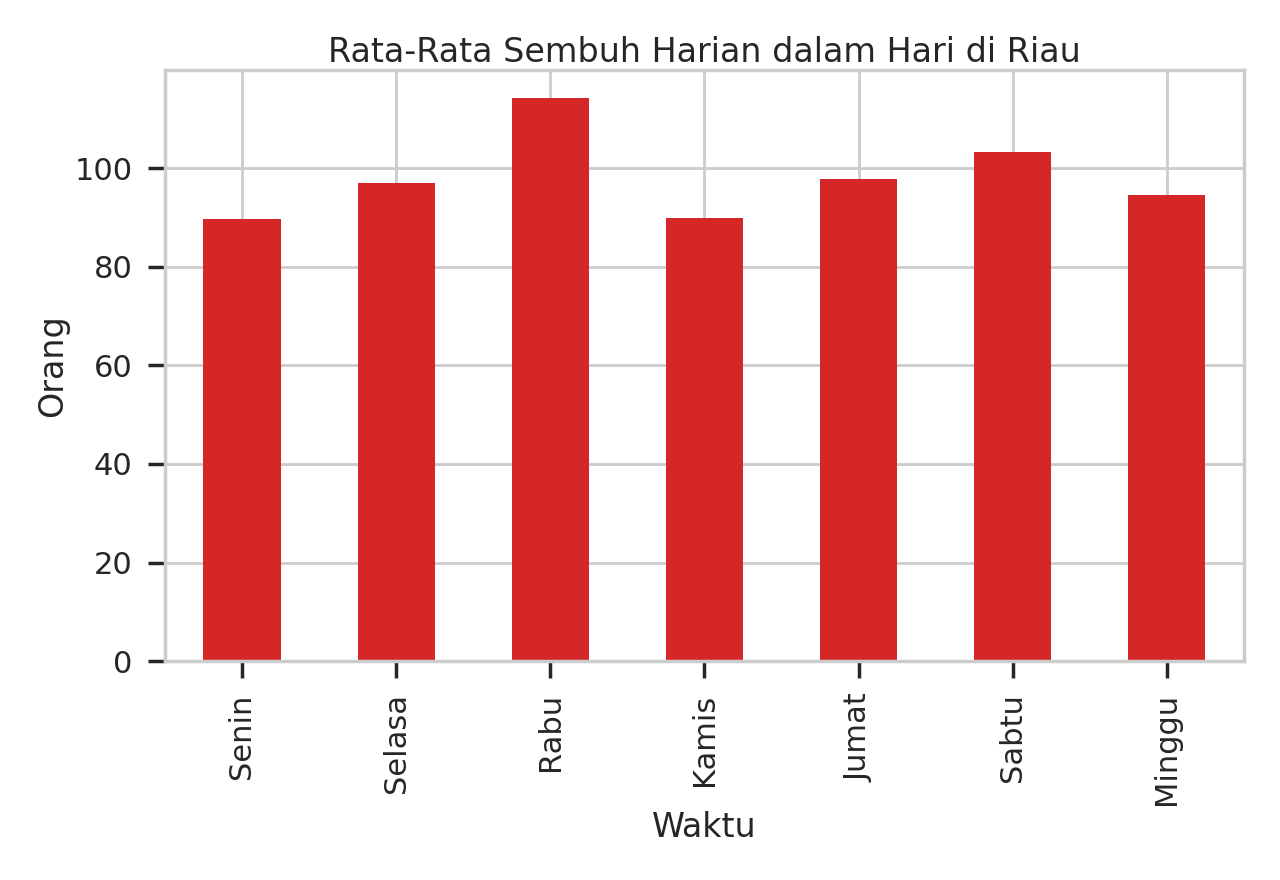 Rata-Rata Sembuh Harian dalam Hari di Riau
100
80
60
40
20
0
Orang
Senin
Selasa
Rabu
Kamis
Jumat
Sabtu
Minggu
Waktu